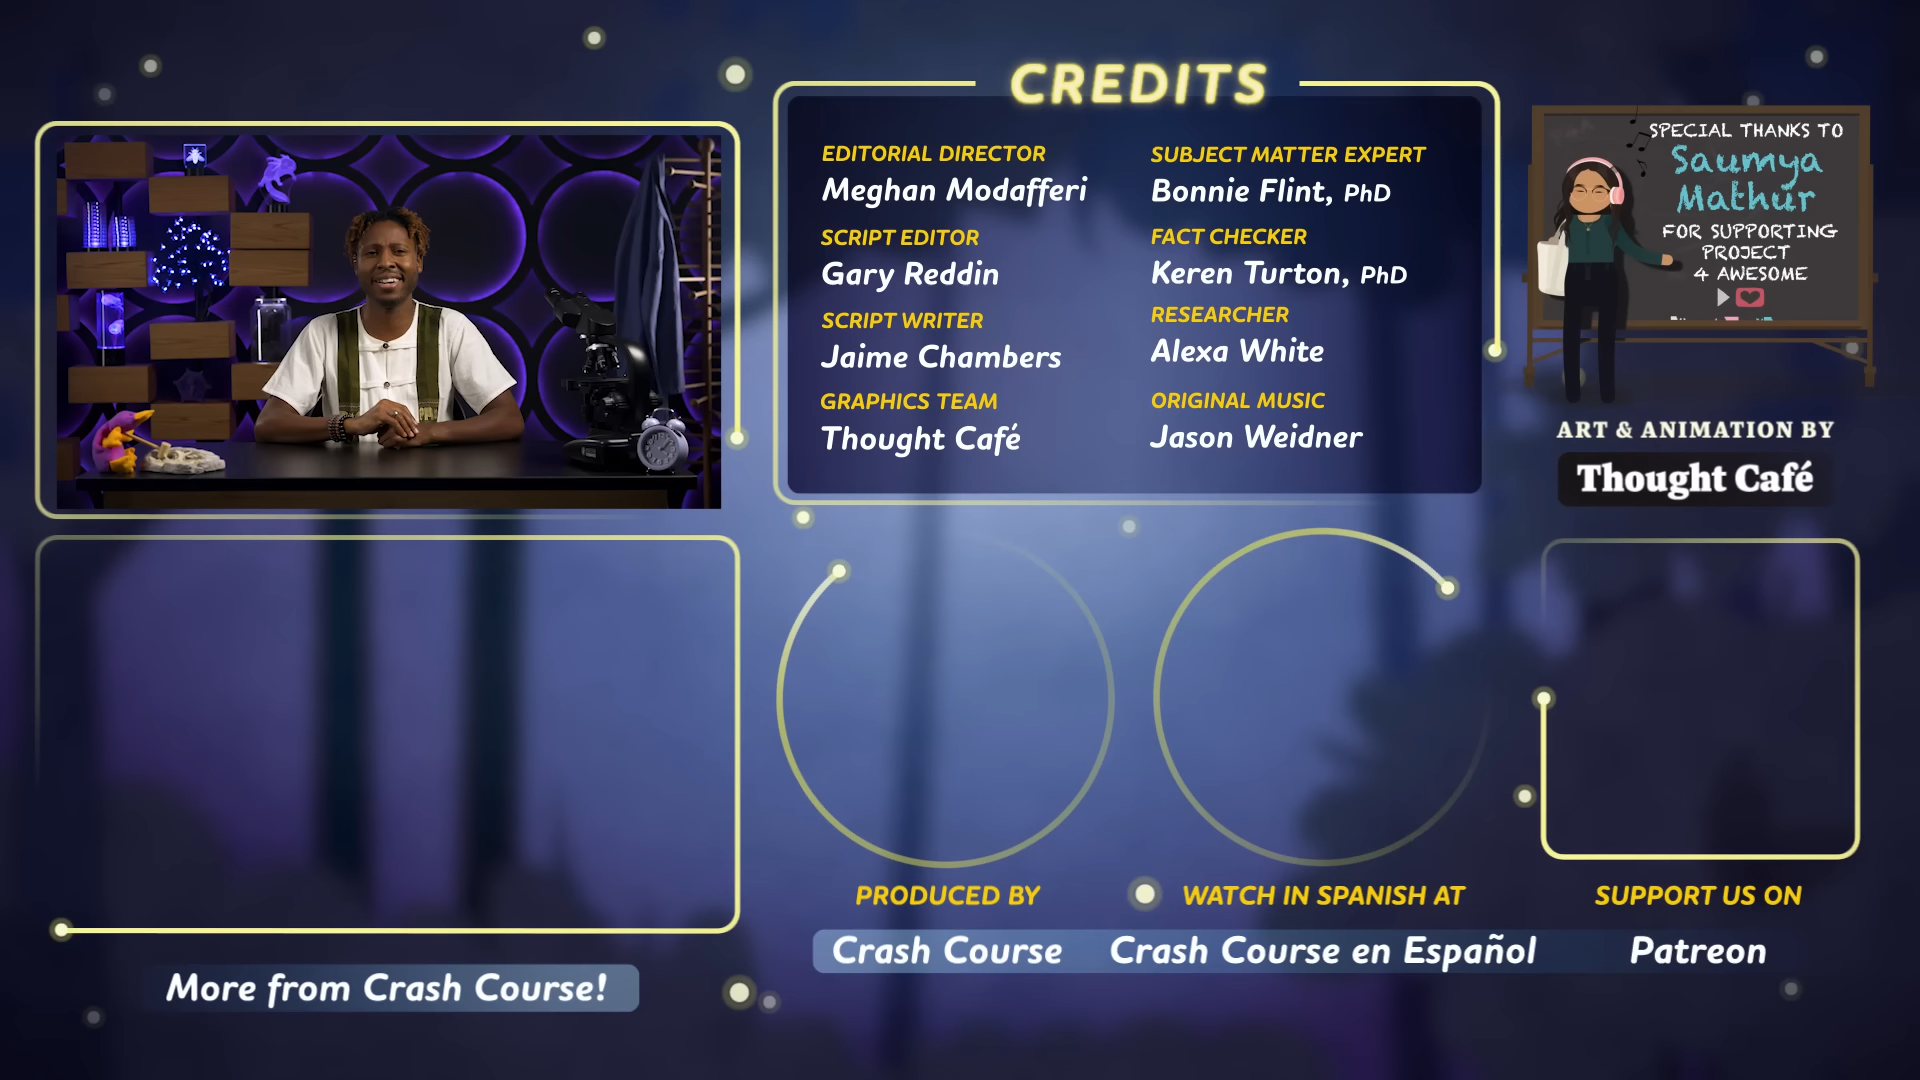 CREDITS
EDITORIAL DIRECTOR
Meghan Modafferi
SCRIPT EDITOR
Gary Reddin
SCRIPT WRITER
Jaime Chambers
GRAPHICS TEAM
Thought Café
SUBJECT MATTER EXPERT
Bonnie Flint, PhD
FACT CHECKER
Keren Turton, PhD
RESEARCHER
Alexa White
ORIGINAL MUSIC
Jason Weidner
SPECIAL THANKS TO
Saumya
Mathur
FOR SUPPORTING
PROJECT
4 AWESOME
ART & ANIMATION BY
Thought Café
PRODUCED BY
Crash Course
WATCH IN SPANISH AT
Crash Course en Español
SUPPORT US ON
Patreon
More from Crash Course!